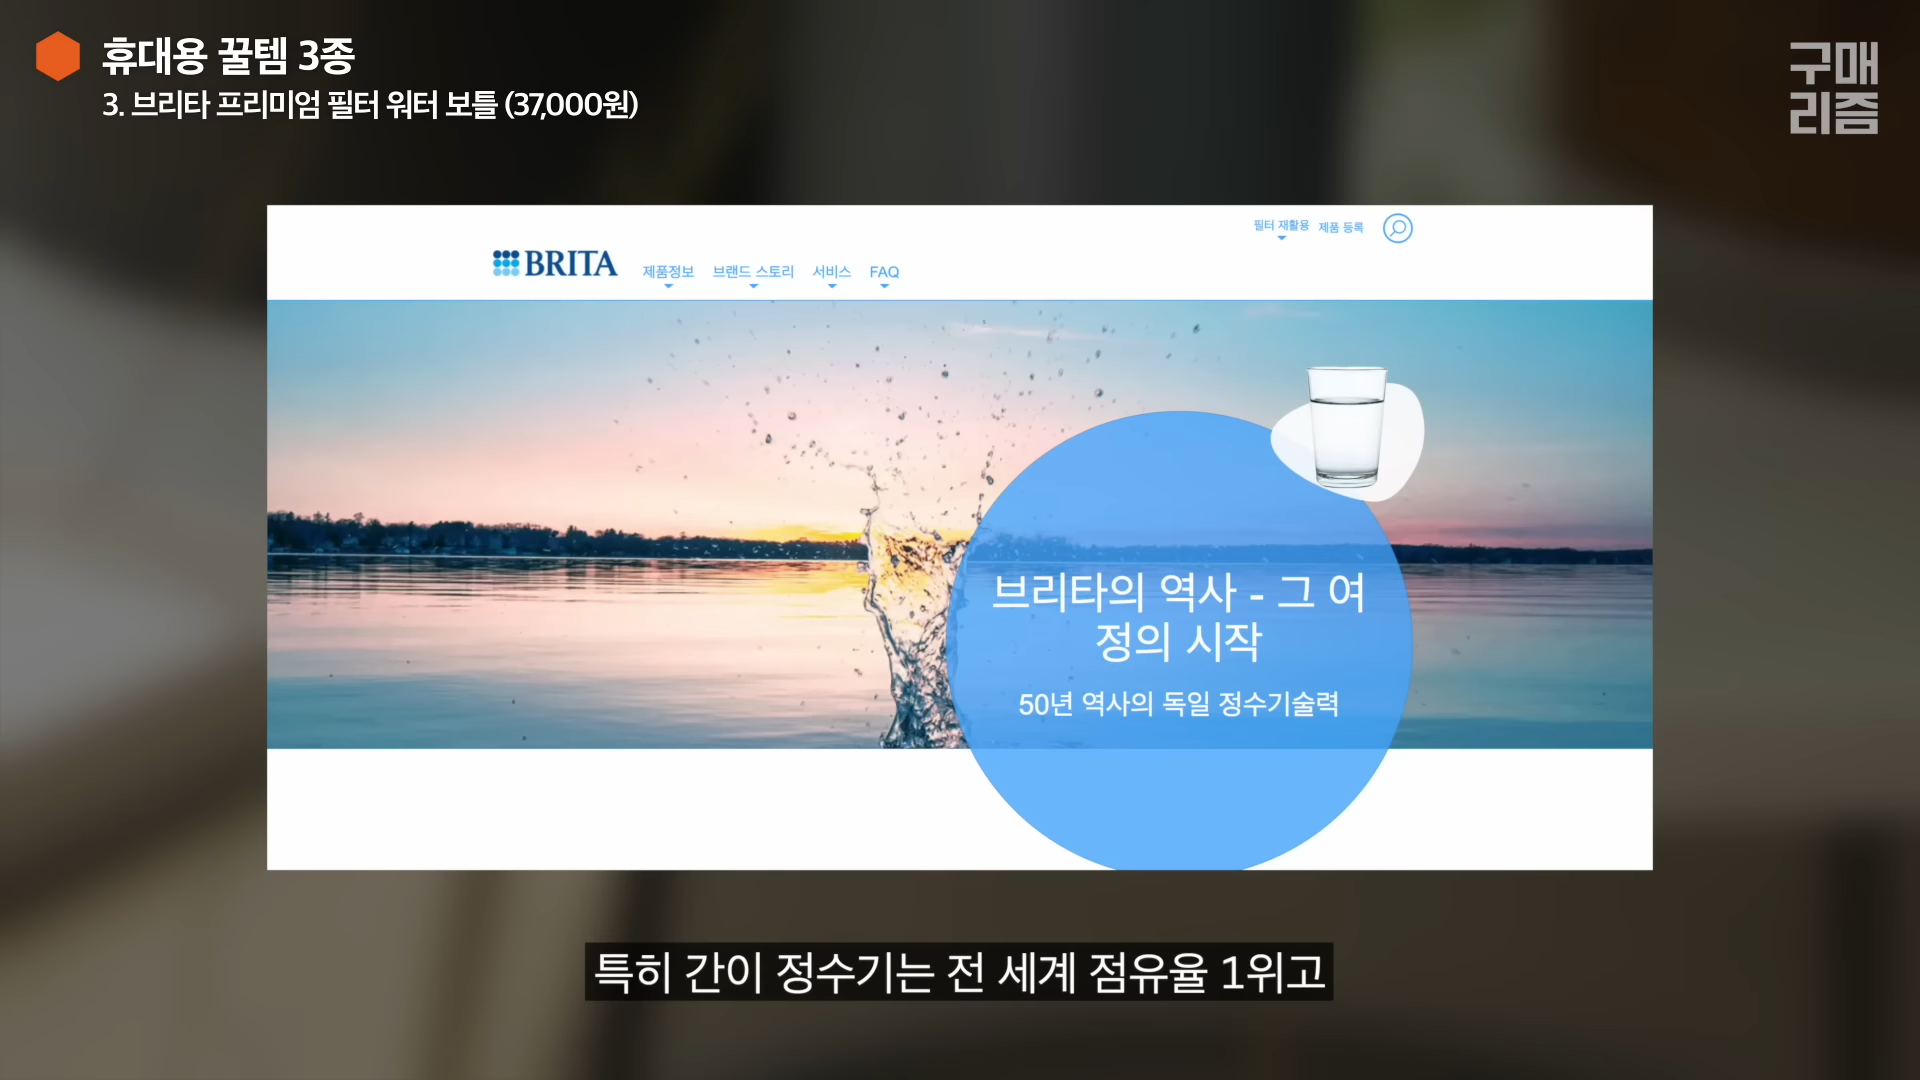 휴대용 꿀템 3종
3. 브리타 프리미엄 필터 워터 보틀 (37,000원)
구매
리즘
필터 재활용 제품 등록
BRITA 제품정보 브랜드 스토리 서비스 FAQ
브리타의 역사 - 그 여
정의 시작
50년 역사의 독일 정수기술력
특히 간이 정수기는 전 세계 점유율 1위고